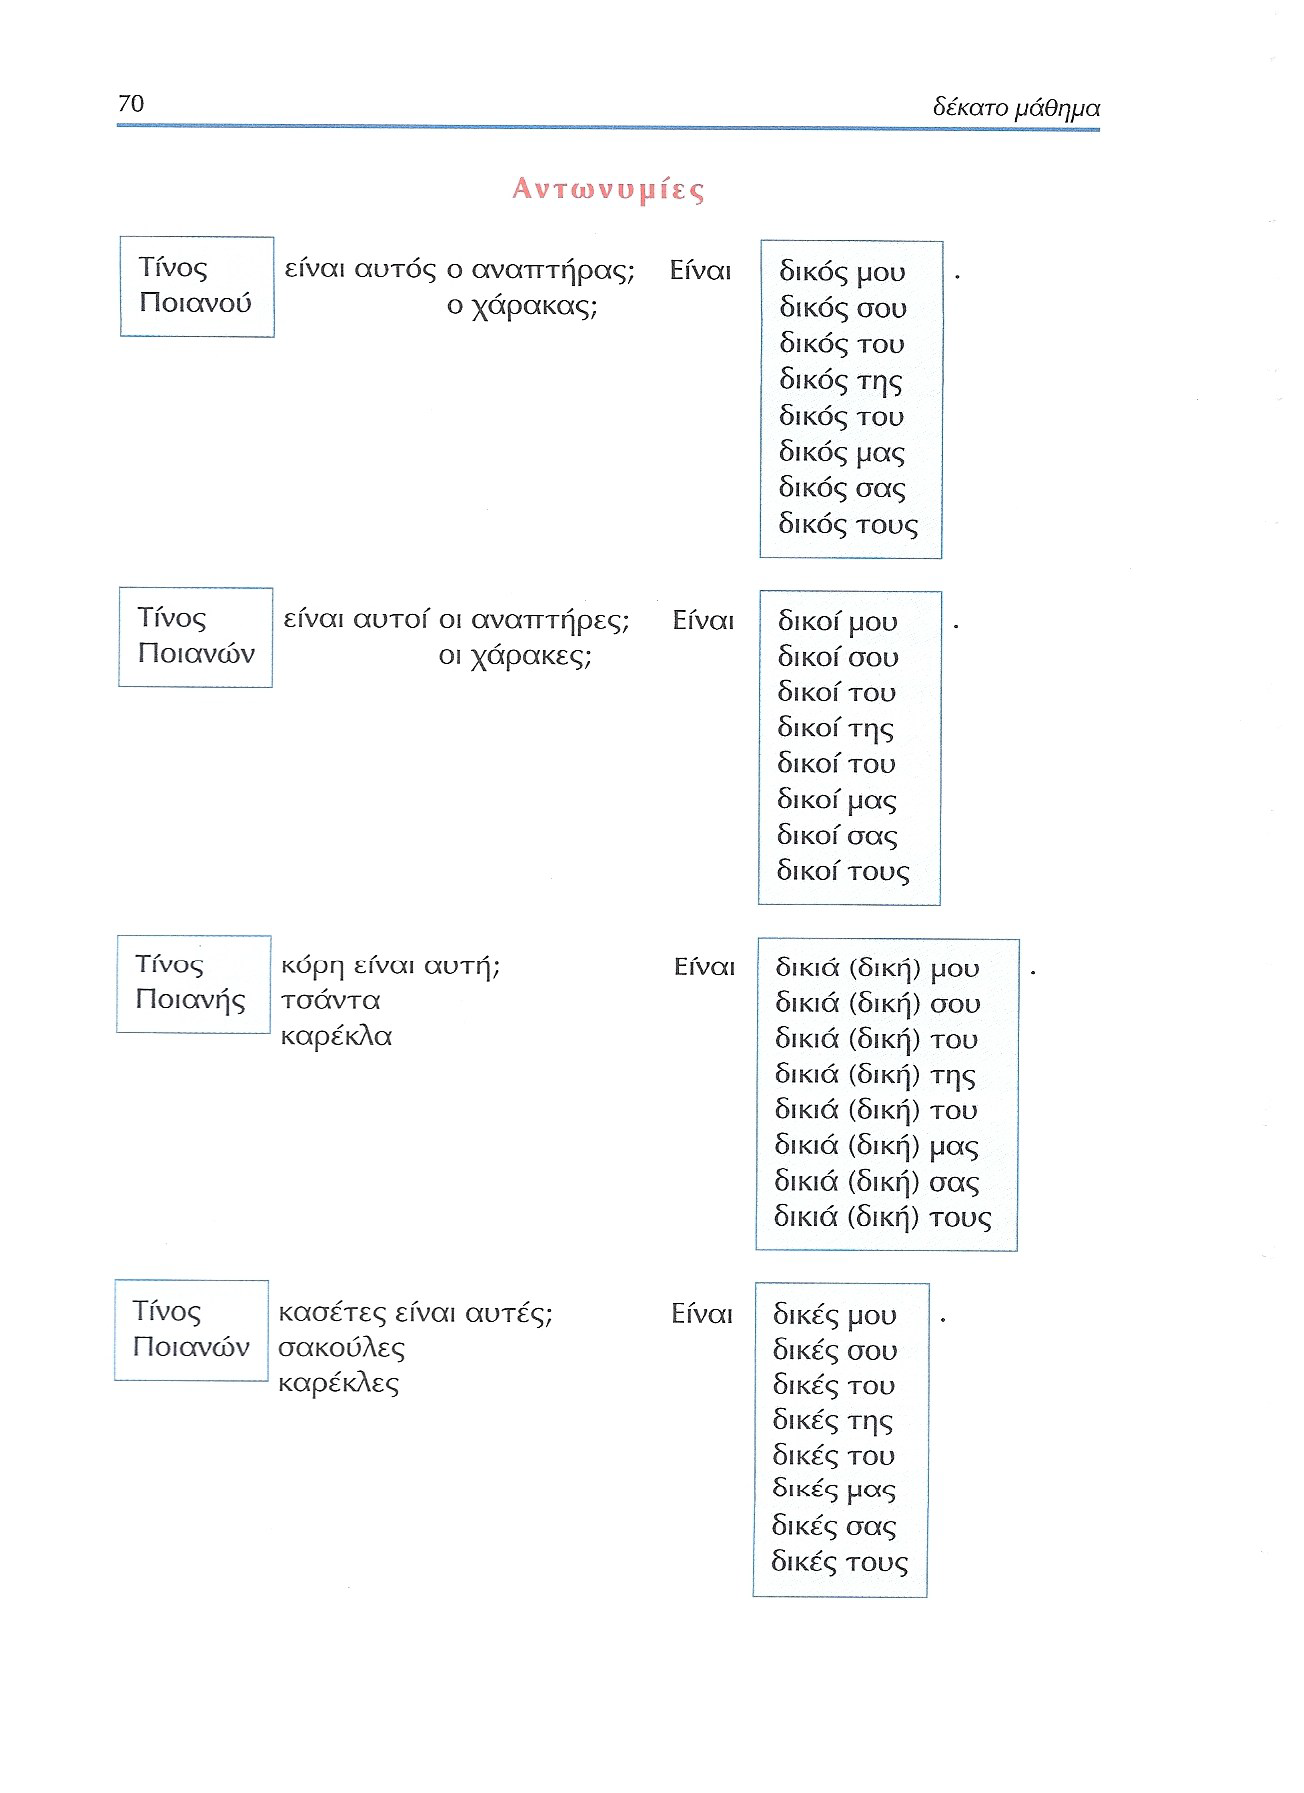 70 δέκατο μάθημα
Αντωνυμίες
Τίνος είναι αυτός ο αναπτήρας; Είναι δικός μου .
Ποιανού ο χάρακας; δικός σου
δικός του
δικός της
δικός του
δικός μας
δικός σας
δικός τους
Τίνος είναι αυτοί οι αναπτήρες; Είναι δικοί μου .
Ποιανών οι χάρακες; δικοί σου
δικοί του
δικοί της
δικοί του
δικοί μας
δικοί σας
δικοί τους
Τίνος κόρη είναι αυτή; Είναι δικιά (δική) μου .
Ποιανής τσάντα δικιά (δική) σου
καρέκλα δικιά (δική) του
δικιά (δική) της
δικιά (δική) του
δικιά (δική) μας
δικιά (δική) σας
δικιά (δική) τους
Τίνος κασέτες είναι αυτές; Είναι δικές μου .
Ποιανών σακούλες δικές σου
καρέκλες δικές του
δικές της
δικές του
δικές μας
δικές σας
δικές τους